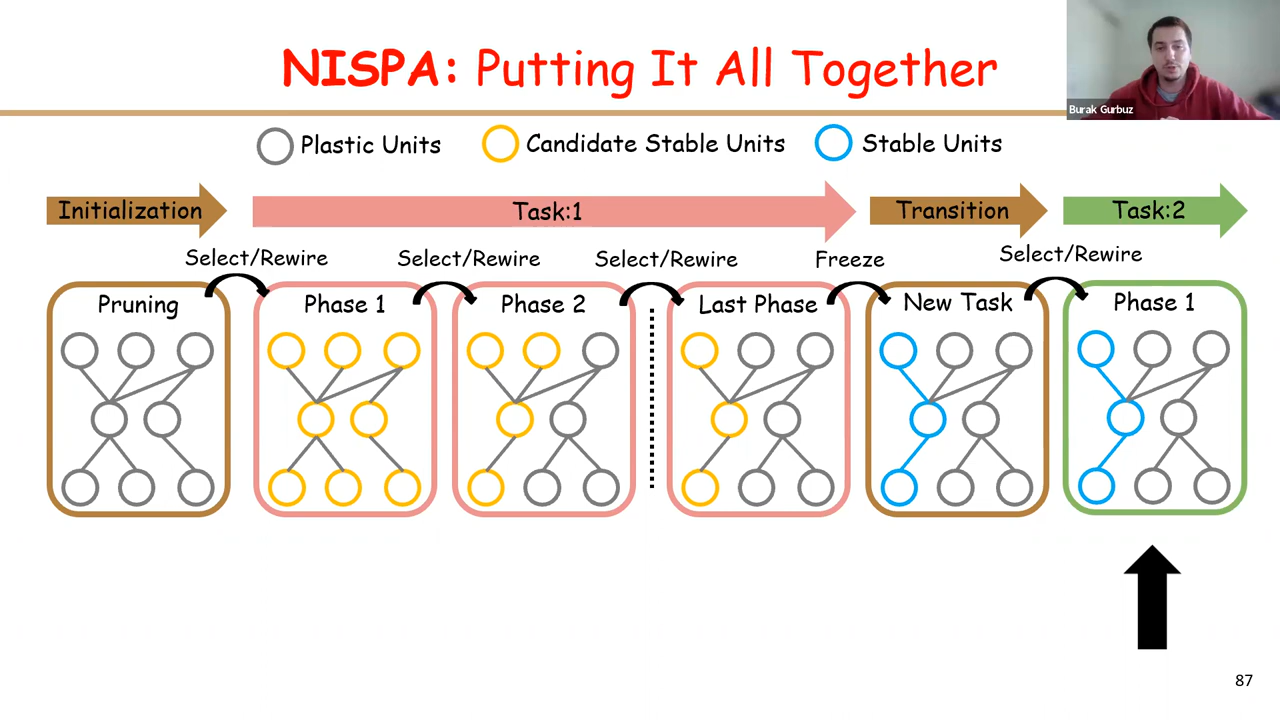 NISPA: Putting It All Together
Burak Gurbuz
Plastic Units
Candidate Stable Units
Stable Units
Initialization
Task:1
Transition
Task:2
Select/Rewire
Select/Rewire
Select/Rewire
Freeze
Select/Rewire
Pruning
Phase 1
Phase 2
Last Phase
New Task
Phase 1
87